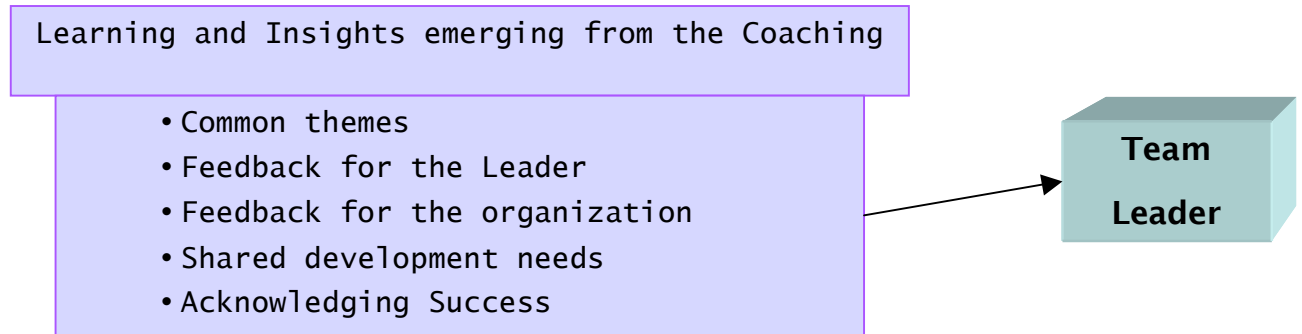 Learning and Insights emerging from the Coaching
• Common themes
• Feedback for the Leader
• Feedback for the organization
• Shared development needs
• Acknowledging Success
Team
Leader